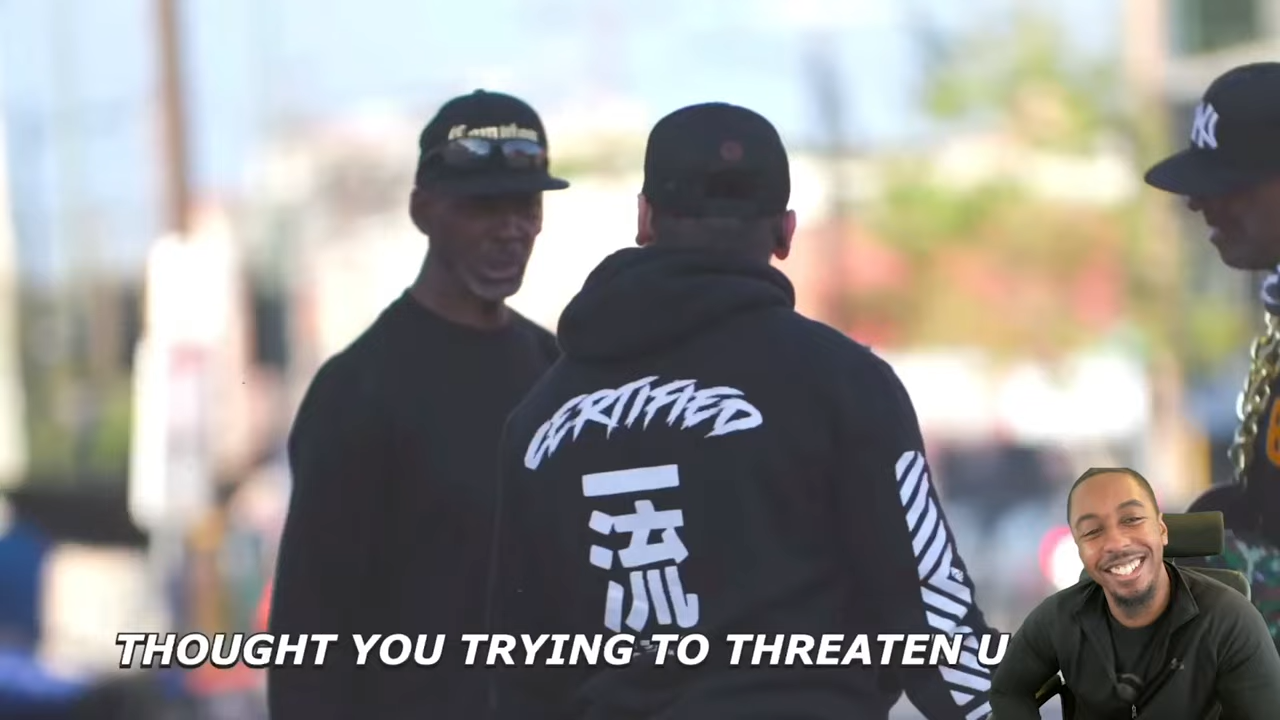 NY
CERTIFIED
一流
THOUGHT YOU TRYING TO THREATEN U